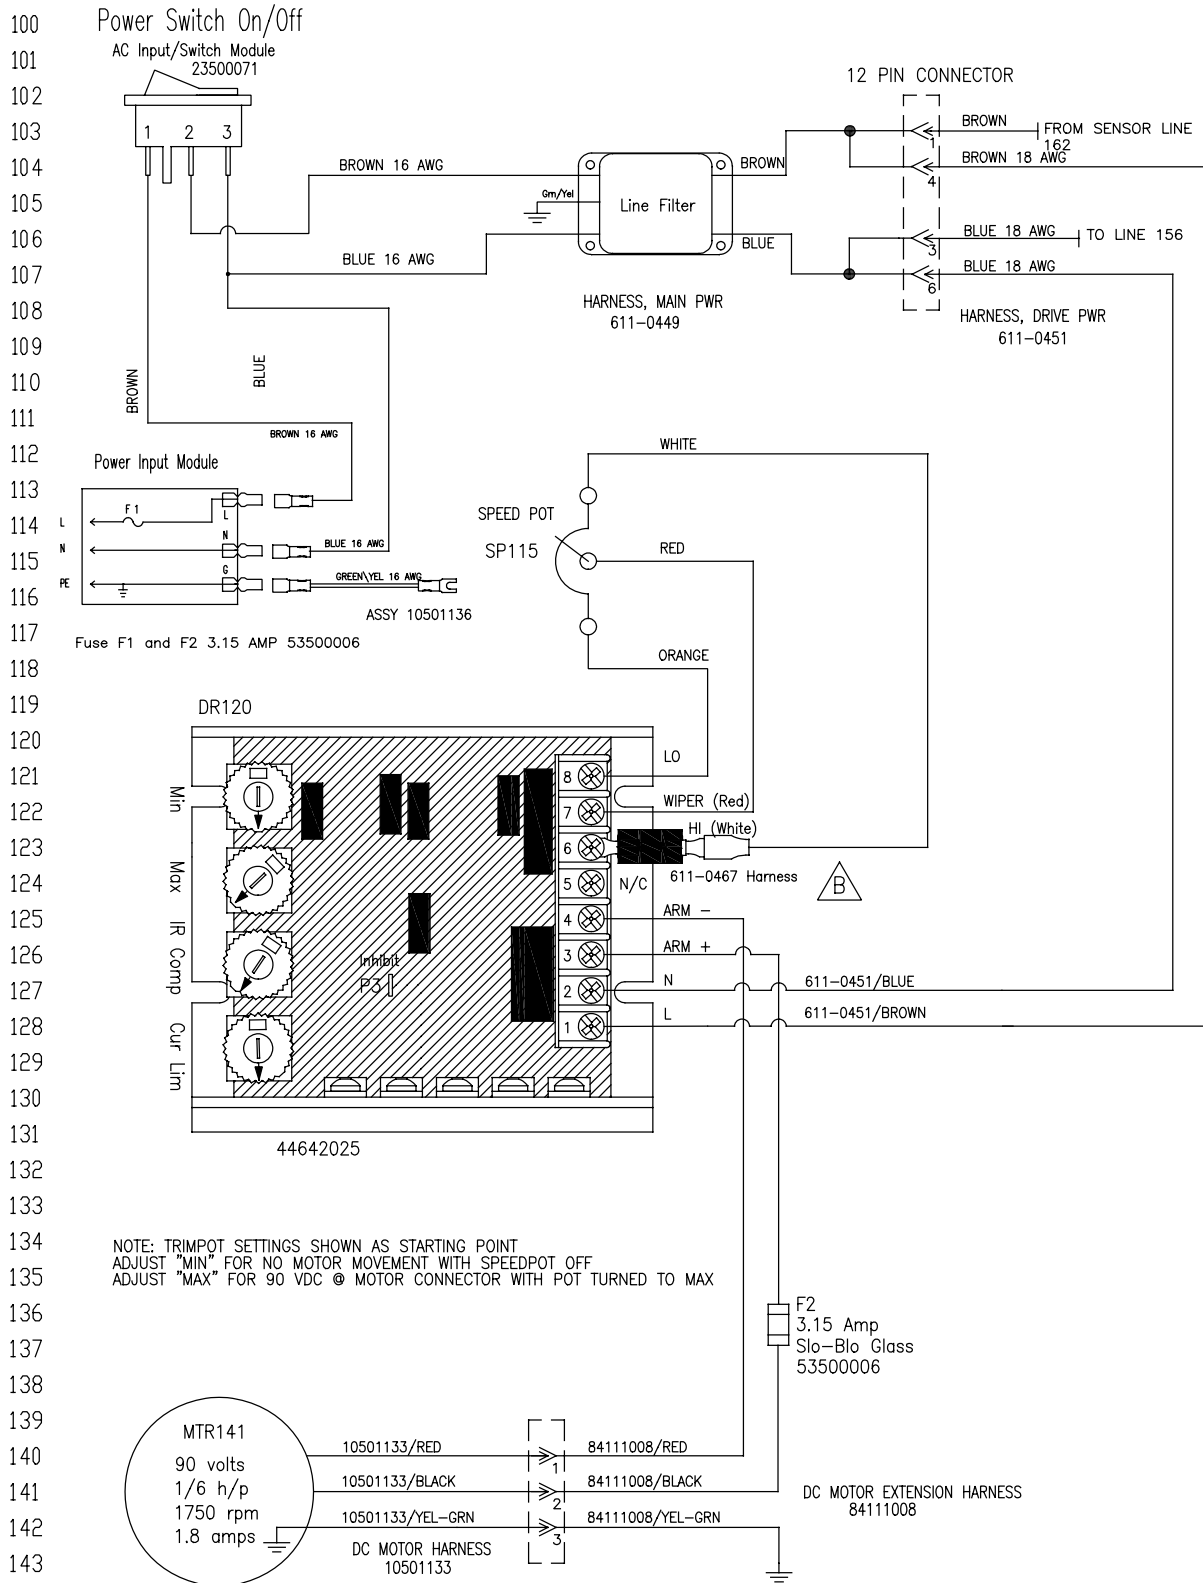 100
101
102
103
104
105
106
107
108
109
110
111
112
113
114
115
116
117
118
119
120
121
122
123
124
125
126
127
128
129
130
131
132
133
134
135
136
137
138
139
140
141
142
143
Power Switch On/Off
AC Input/Switch Module
23500071
1 2 3
BROWN 16 AWG
Grn/Yel
Line Filter
BLUE 16 AWG
BROWN
BLUE
HARNESS, MAIN PWR
611-0449
12 PIN CONNECTOR
BROWN
1
FROM SENSOR LINE
162
BROWN 18 AWG
4
BLUE 18 AWG
3
TO LINE 156
BLUE 18 AWG
6
HARNESS, DRIVE PWR
611-0451
BROWN
BLUE
BROWN 16 AWG
Power Input Module
L
F1
L
N
N
BLUE 16 AWG
PE
G
GREEN\YEL 16 AWG
ASSY 10501136
Fuse F1 and F2 3.15 AMP 53500006
WHITE
SPEED POT
SP115
RED
ORANGE
DR120
Min
Max
IR Comp
Cur Lim
Inhibit
P3
8
LO
7
WIPER (Red)
6
HI (White)
5
N/C
611-0467 Harness
B
4
ARM -
3
ARM +
2
N
611-0451/BLUE
1
L
611-0451/BROWN
44642025
NOTE: TRIMPOT SETTINGS SHOWN AS STARTING POINT
ADJUST "MIN" FOR NO MOTOR MOVEMENT WITH SPEEDPOT OFF
ADJUST "MAX" FOR 90 VDC @ MOTOR CONNECTOR WITH POT TURNED TO MAX
F2
3.15 Amp
Slo-Blo Glass
53500006
MTR141
90 volts
1/6 h/p
1750 rpm
1.8 amps
10501133/RED
1
84111008/RED
10501133/BLACK
2
84111008/BLACK
10501133/YEL-GRN
3
84111008/YEL-GRN
DC MOTOR HARNESS
10501133
DC MOTOR EXTENSION HARNESS
84111008